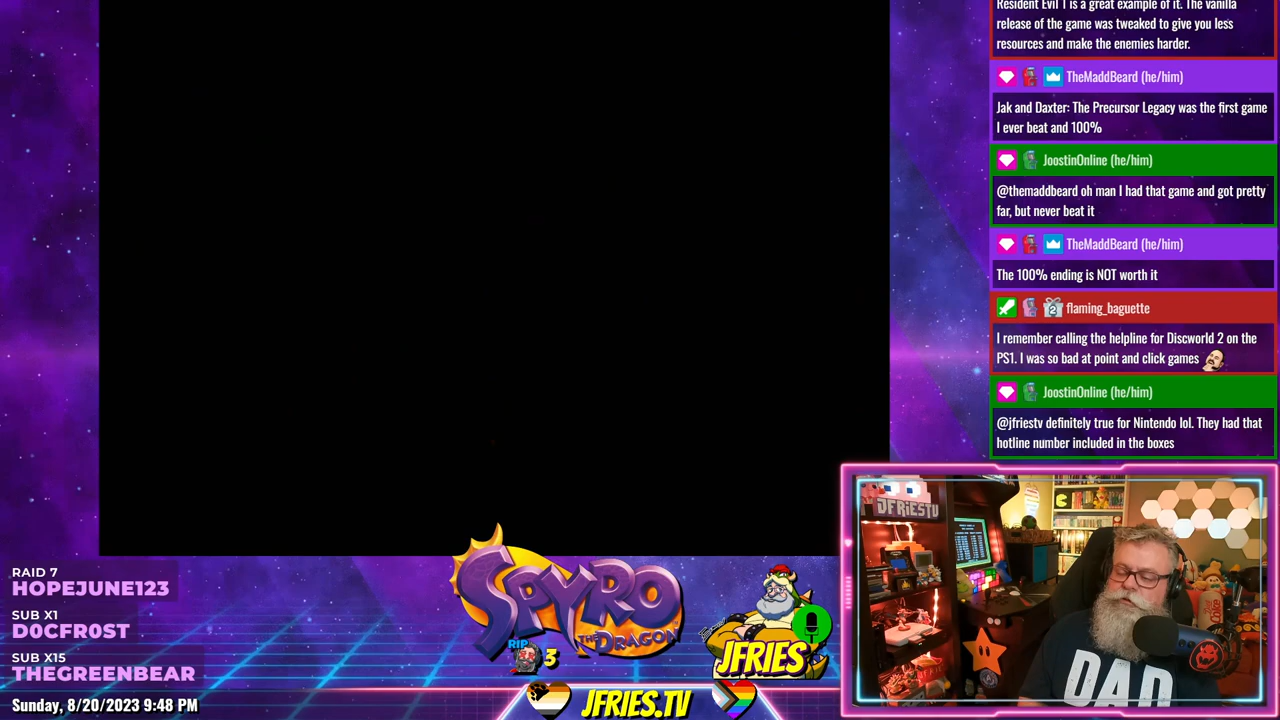 Resident Evil 1 is a great example of it. The vanilla
release of the game was tweaked to give you less
resources and make the enemies harder.
TheMaddBeard (he/him)
Jak and Daxter: The Precursor Legacy was the first game
I ever beat and 100%
JoostinOnline (he/him)
@themaddbeard oh man I had that game and got pretty
far, but never beat it
TheMaddBeard (he/him)
The 100% ending is NOT worth it
flaming_baguette
2
I remember calling the helpline for Discworld 2 on the
PS1. I was so bad at point and click games
JoostinOnline (he/him)
@jfriestv definitely true for Nintendo lol. They had that
hotline number included in the boxes
JFRIESTV
DAD
RAID 7
HOPEJUNE123
SUB X1
D0CFR0ST
SUB X15
THEGREENBEAR
Sunday, 8/20/2023 9:48 PM
SPYRO
THE DRAGON
RIP
3
JFRIES
JFRIES.TV